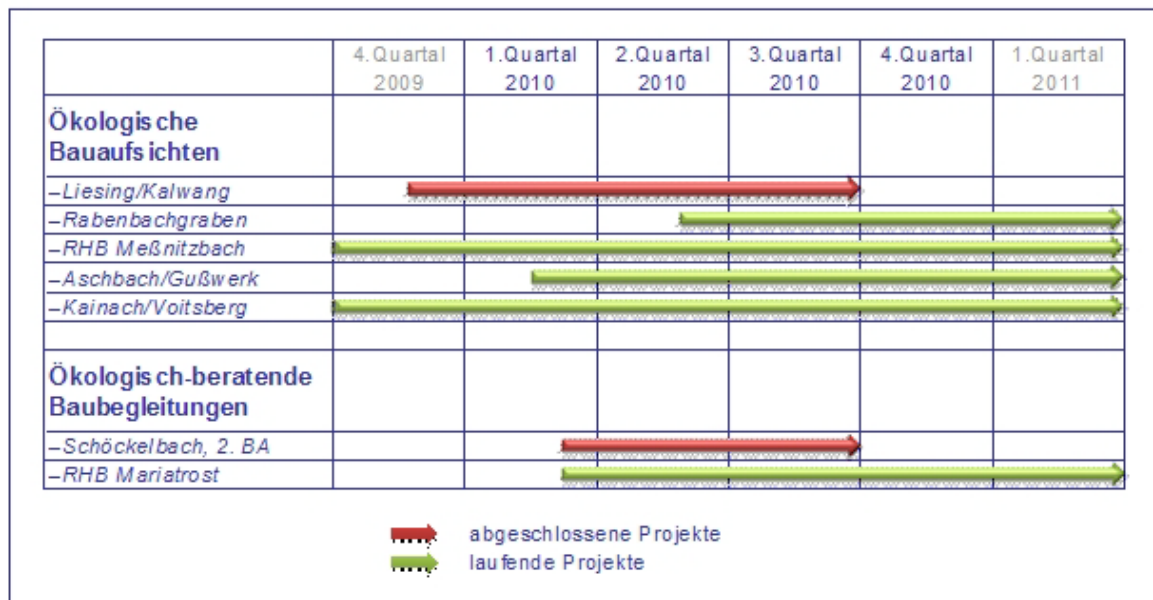 4.Quartal 1.Quartal 2.Quartal 3.Quartal 4.Quartal 1.Quartal
2009 2010 2010 2010 2010 2011
Ökologische
Bauaufsichten
–Liesing/Kalwang
–Rabenbachgraben
–RHB Meßnitzbach
–Aschbach/Gußwerk
–Kainach/Voitsberg
Ökologisch-beratende
Baubegleitungen
–Schöckelbach, 2. BA
–RHB Mariatrost
abgeschlossene Projekte
laufende Projekte